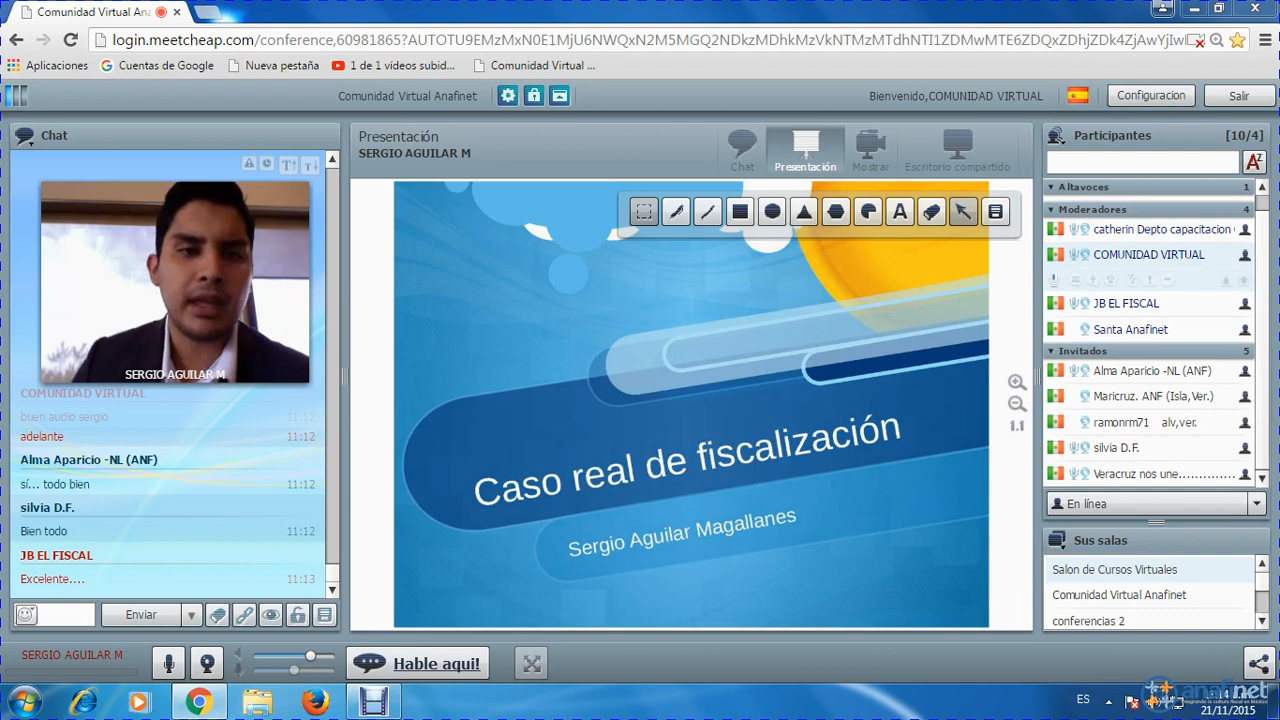 Comunidad Virtual Ana
login.meetcheap.com/conference,60981865?AUTOTU9EMzMxN0E1MjU6NWQxN2M5MGQ2NDkzMDhkMzVkNTMzMTdhNTI1ZDMwMTE6ZDQxZDhjZDk4ZjAwYjIw
Aplicaciones
Cuentas de Google
Nueva pestaña
1 de 1 vídeos subid...
Comunidad Virtual ...
Comunidad Virtual Anafinet
Bienvenido,COMUNIDAD VIRTUAL
Configuracion
Salir
Chat
SERGIO AGUILAR M
COMUNIDAD VIRTUAL
buen audio sergio 11:12
adelante 11:12
Alma Aparicio -NL (ANF)
sí... todo bien 11:12
silvia D.F.
Bien todo 11:12
JB EL FISCAL
Excelente.... 11:13
Enviar
Presentación
SERGIO AGUILAR M
Chat
Presentación
Mostrar
Escritorio compartido
A
Caso real de fiscalización
Sergio Aguilar Magallanes
1.1
Participantes [10/4]
Altavoces 1
Moderadores 4
catherin Depto capacitacion
COMUNIDAD VIRTUAL
JB EL FISCAL
Santa Anafinet
Invitados 5
Alma Aparicio -NL (ANF)
Maricruz. ANF (Isla,Ver.)
ramonrm71 alv,ver.
silvia D.F.
Veracruz nos une..............
En línea
Sus salas
Salon de Cursos Virtuales
Comunidad Virtual Anafinet
conferencias 2
SERGIO AGUILAR M
Hable aqui!
ES
anafinet
21/11/2015